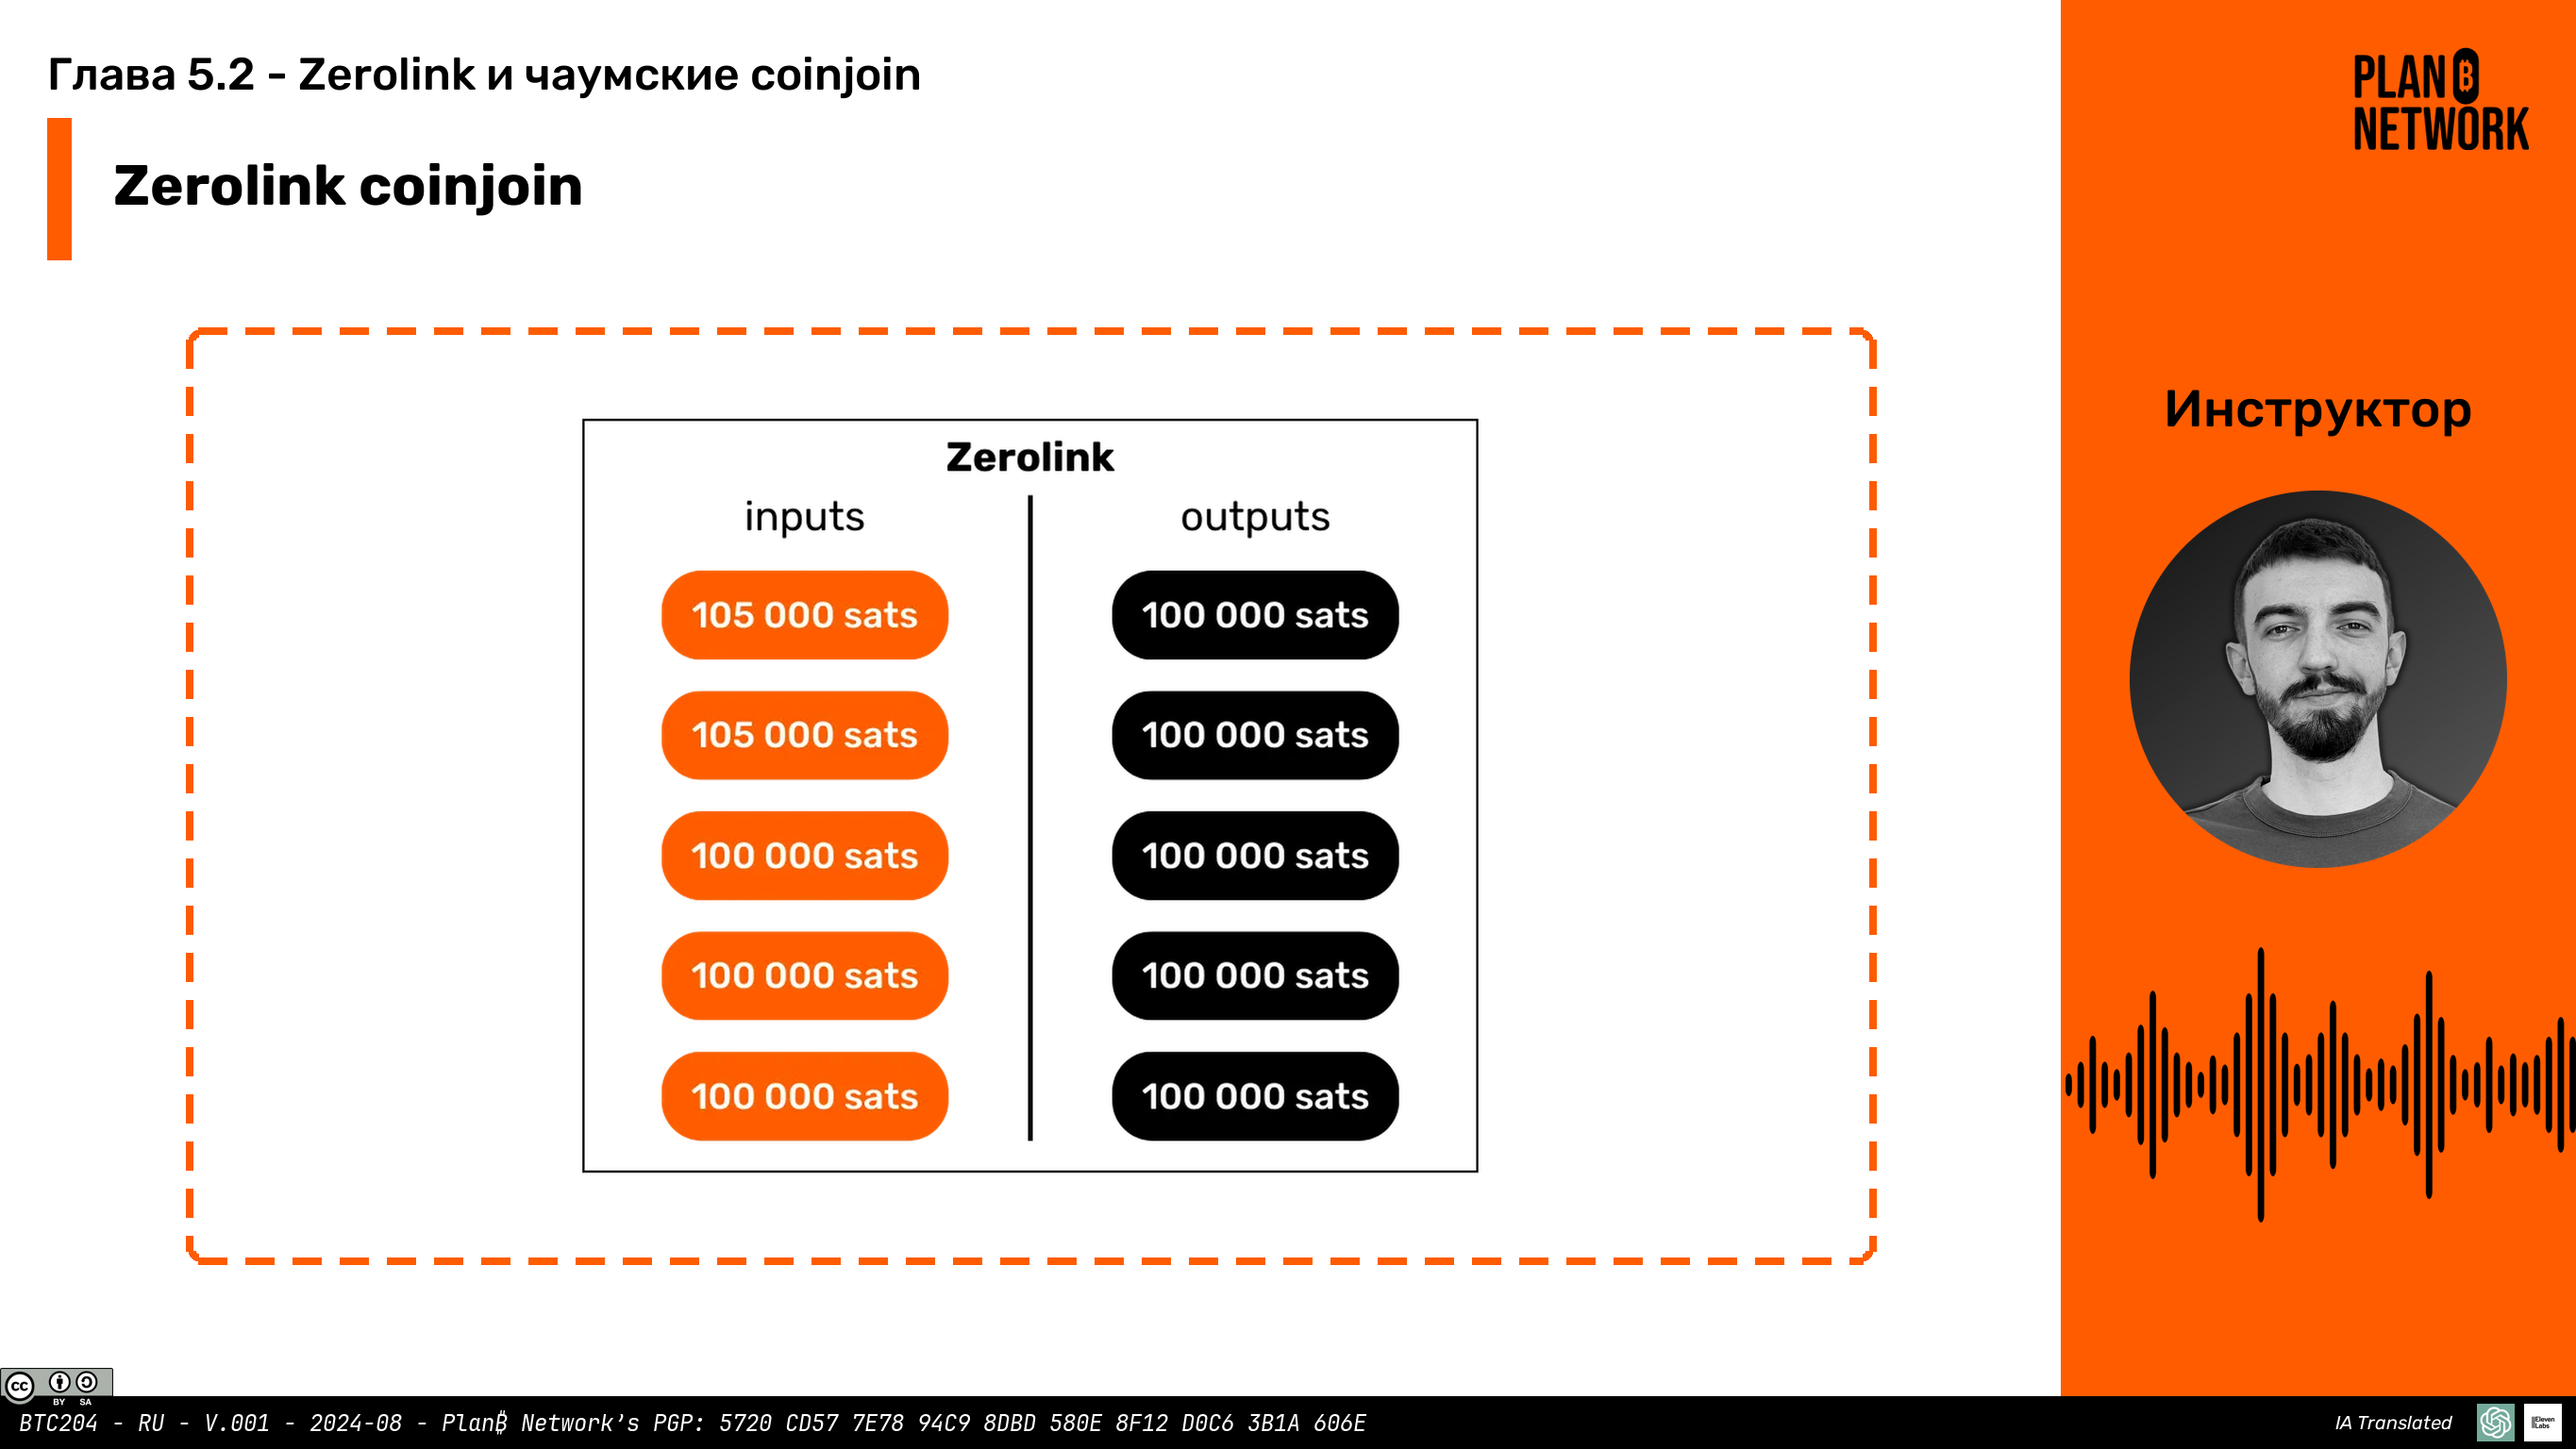 Глава 5.2 - Zerolink и чаумские coinjoin
PLAN ₿
NETWORK
Zerolink coinjoin
Инструктор
Zerolink
inputs outputs
105 000 sats 100 000 sats
105 000 sats 100 000 sats
100 000 sats 100 000 sats
100 000 sats 100 000 sats
100 000 sats 100 000 sats
cc BY SA
BTC204 - RU - V.001 - 2024-08 - Plan₿ Network's PGP: 5720 CD57 7E78 94C9 8DBD 580E 8F12 D0C6 3B1A 606E
IA Translated
ElevenLabs